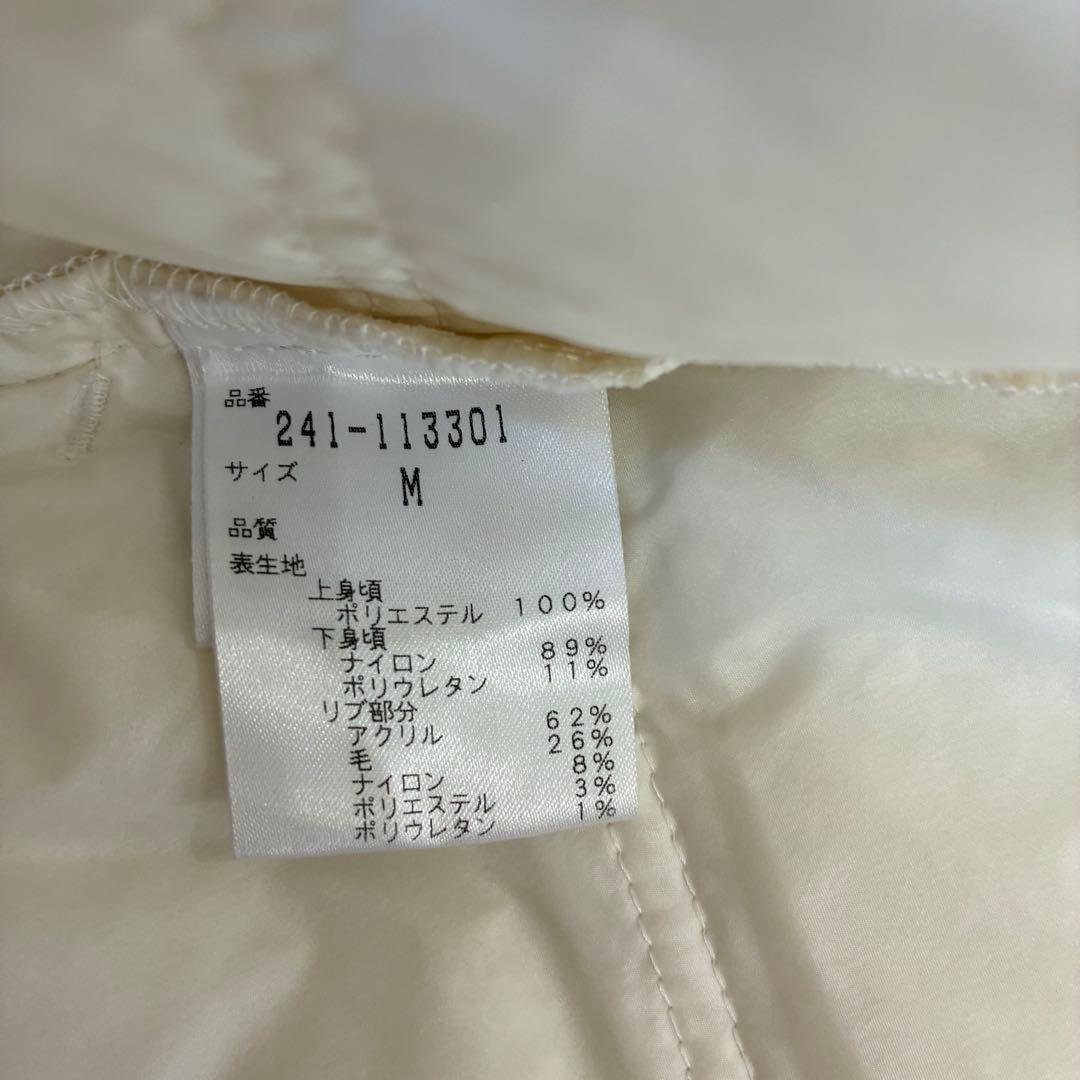 品番
241-113301
サイズ
M
品質
表生地
上身頃
ポリエステル 100%
下身頃
ナイロン 89%
ポリウレタン 11%
リブ部分
アクリル 62%
毛 26%
ナイロン 8%
ポリエステル 3%
ポリウレタン 1%